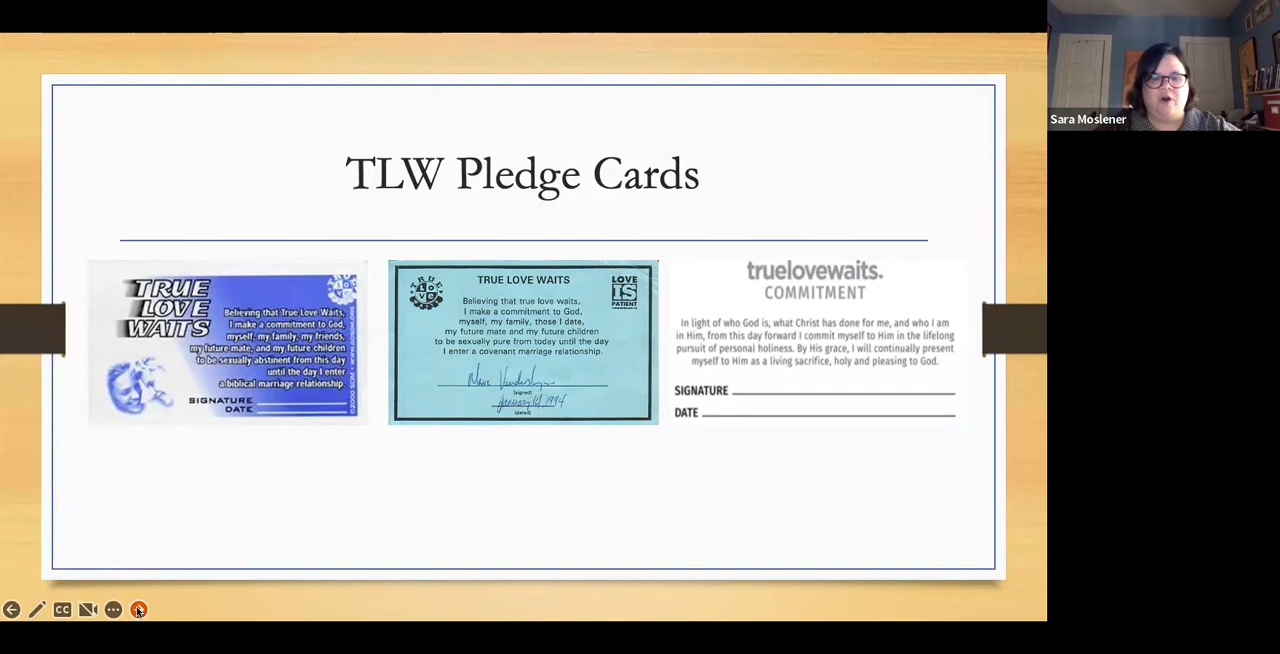 Sara Moslener
TLW Pledge Cards
TRUE
LOVE
WAITS
Believing that True Love Waits,
I make a commitment to God,
myself, my family, my friends,
my future mate, and my future children
to be sexually abstinent from this day
until the day I enter
a biblical marriage relationship.
SIGNATURE
DATE
TRUE LOVE WAITS
LOVE
IS
PATIENT
Believing that true love waits,
I make a commitment to God,
myself, my family, those I date,
my future mate and my future children
to be sexually pure from today until the day
I enter a covenant marriage relationship.
(signed)
January 1994
(dated)
truelovewaits.
COMMITMENT
In light of who God is, what Christ has done for me, and who I am
in Him, from this day forward I commit myself to Him in the lifelong
pursuit of personal holiness. By His grace, I will continually present
myself to Him as a living sacrifice, holy and pleasing to God.
SIGNATURE
DATE
CC